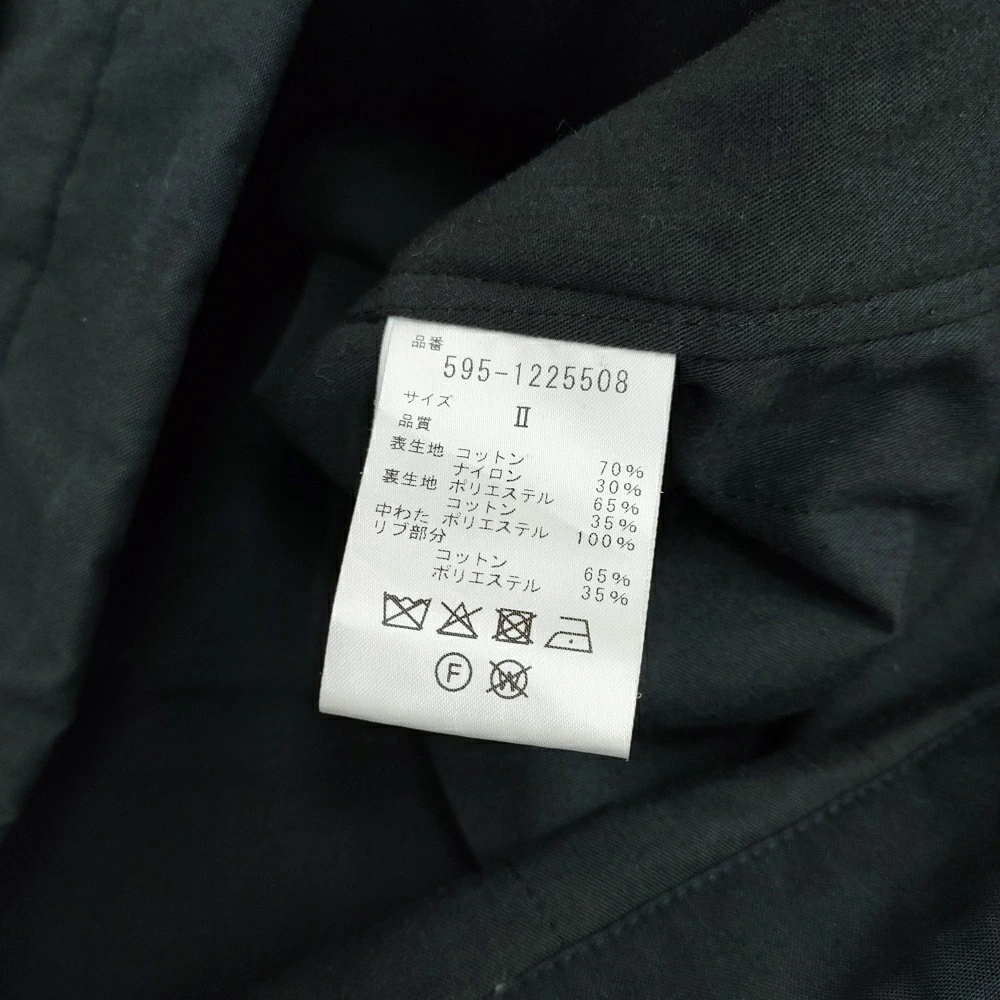 品番
595-1225508
サイズ Ⅱ
品質
表生地 コットン 70%
ナイロン 30%
裏生地 ポリエステル 65%
コットン 35%
中わた ポリエステル 100%
リブ部分
コットン 65%
ポリエステル 35%
F W